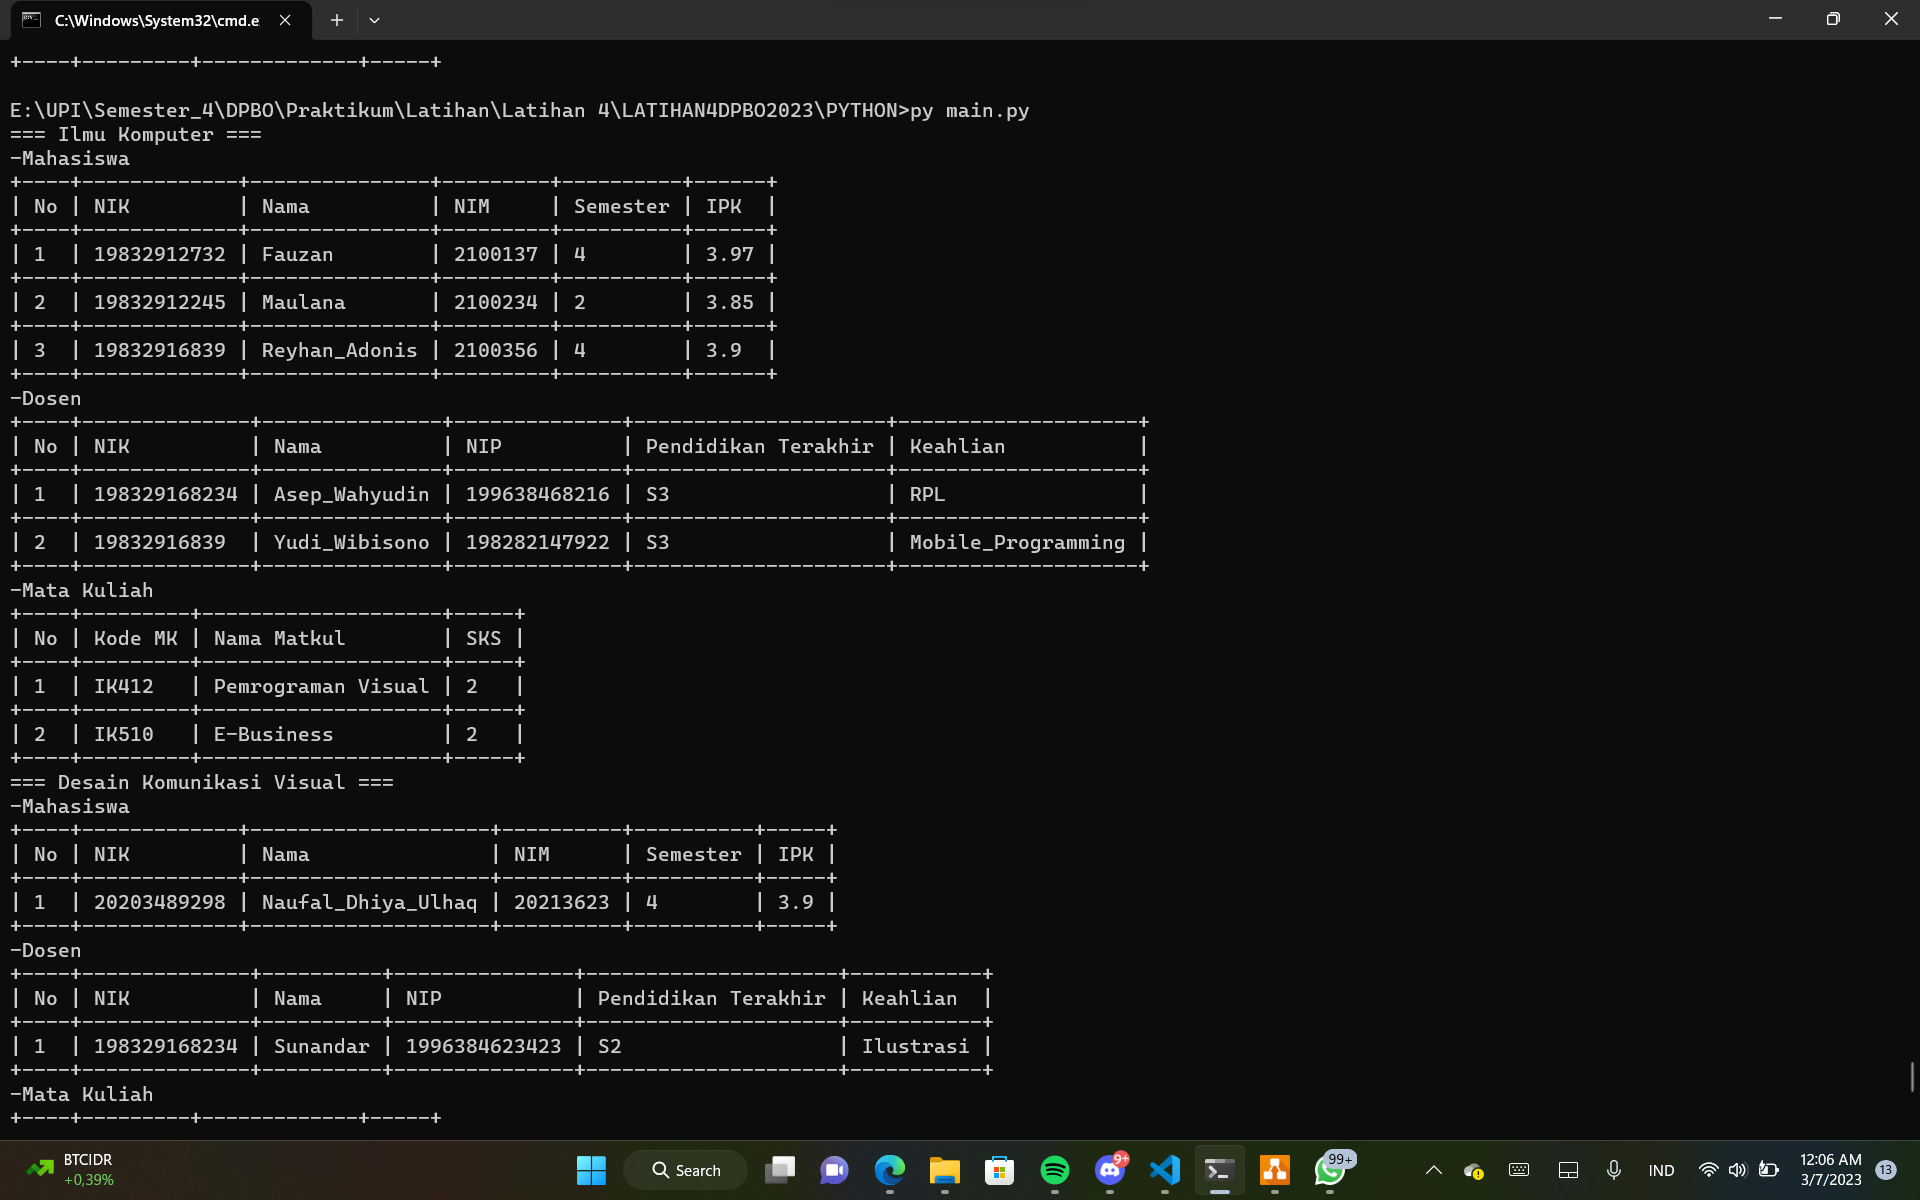 C:\Windows\System32\cmd.e
+----+---------+-------------+-----+
E:\UPI\Semester_4\DPBO\Praktikum\Latihan\Latihan 4\LATIHAN4DPBO2023\PYTHON>py main.py
=== Ilmu Komputer ===
-Mahasiswa
+----+-------------+---------------+---------+----------+------+
| No | NIK         | Nama          | NIM     | Semester | IPK  |
+----+-------------+---------------+---------+----------+------+
| 1  | 19832912732 | Fauzan        | 2100137 | 4        | 3.97 |
+----+-------------+---------------+---------+----------+------+
| 2  | 19832912245 | Maulana       | 2100234 | 2        | 3.85 |
+----+-------------+---------------+---------+----------+------+
| 3  | 19832916839 | Reyhan_Adonis | 2100356 | 4        | 3.9  |
+----+-------------+---------------+---------+----------+------+
-Dosen
+----+--------------+---------------+--------------+---------------------+--------------------+
| No | NIK          | Nama          | NIP          | Pendidikan Terakhir | Keahlian           |
+----+--------------+---------------+--------------+---------------------+--------------------+
| 1  | 198329168234 | Asep_Wahyudin | 199638468216 | S3                  | RPL                |
+----+--------------+---------------+--------------+---------------------+--------------------+
| 2  | 19832916839  | Yudi_Wibisono | 198282147922 | S3                  | Mobile_Programming |
+----+--------------+---------------+--------------+---------------------+--------------------+
-Mata Kuliah
+----+---------+--------------------+-----+
| No | Kode MK | Nama Matkul        | SKS |
+----+---------+--------------------+-----+
| 1  | IK412   | Pemrograman Visual | 2   |
+----+---------+--------------------+-----+
| 2  | IK510   | E-Business         | 2   |
+----+---------+--------------------+-----+
=== Desain Komunikasi Visual ===
-Mahasiswa
+----+-------------+--------------------+----------+----------+-----+
| No | NIK         | Nama               | NIM      | Semester | IPK |
+----+-------------+--------------------+----------+----------+-----+
| 1  | 20203489298 | Naufal_Dhiya_Ulhaq | 20213623 | 4        | 3.9 |
+----+-------------+--------------------+----------+----------+-----+
-Dosen
+----+--------------+----------+---------------+---------------------+-----------+
| No | NIK          | Nama     | NIP           | Pendidikan Terakhir | Keahlian  |
+----+--------------+----------+---------------+---------------------+-----------+
| 1  | 198329168234 | Sunandar | 1996384623423 | S2                  | Ilustrasi |
+----+--------------+----------+---------------+---------------------+-----------+
-Mata Kuliah
+----+---------+-------------+-----+
BTCIDR
+0,39%
Search
9+
99+
IND
12:06 AM
3/7/2023
13